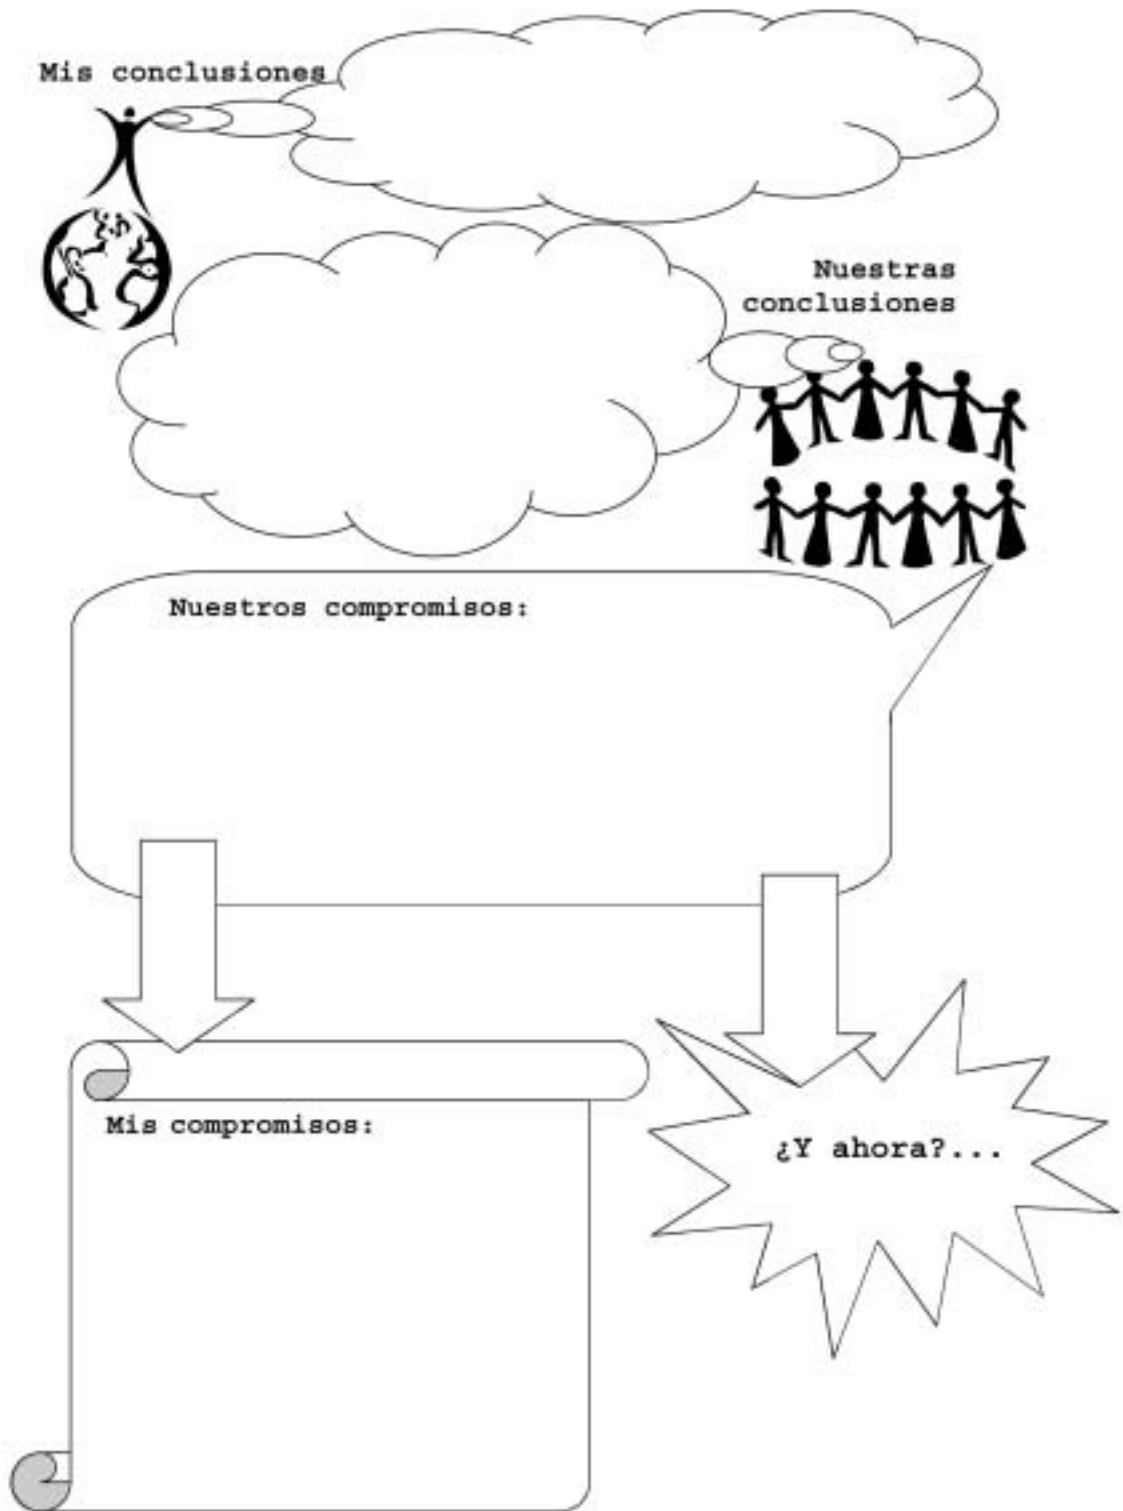 Mis conclusiones
Nuestras
conclusiones
Nuestros compromisos:
Mis compromisos:
¿Y ahora?...